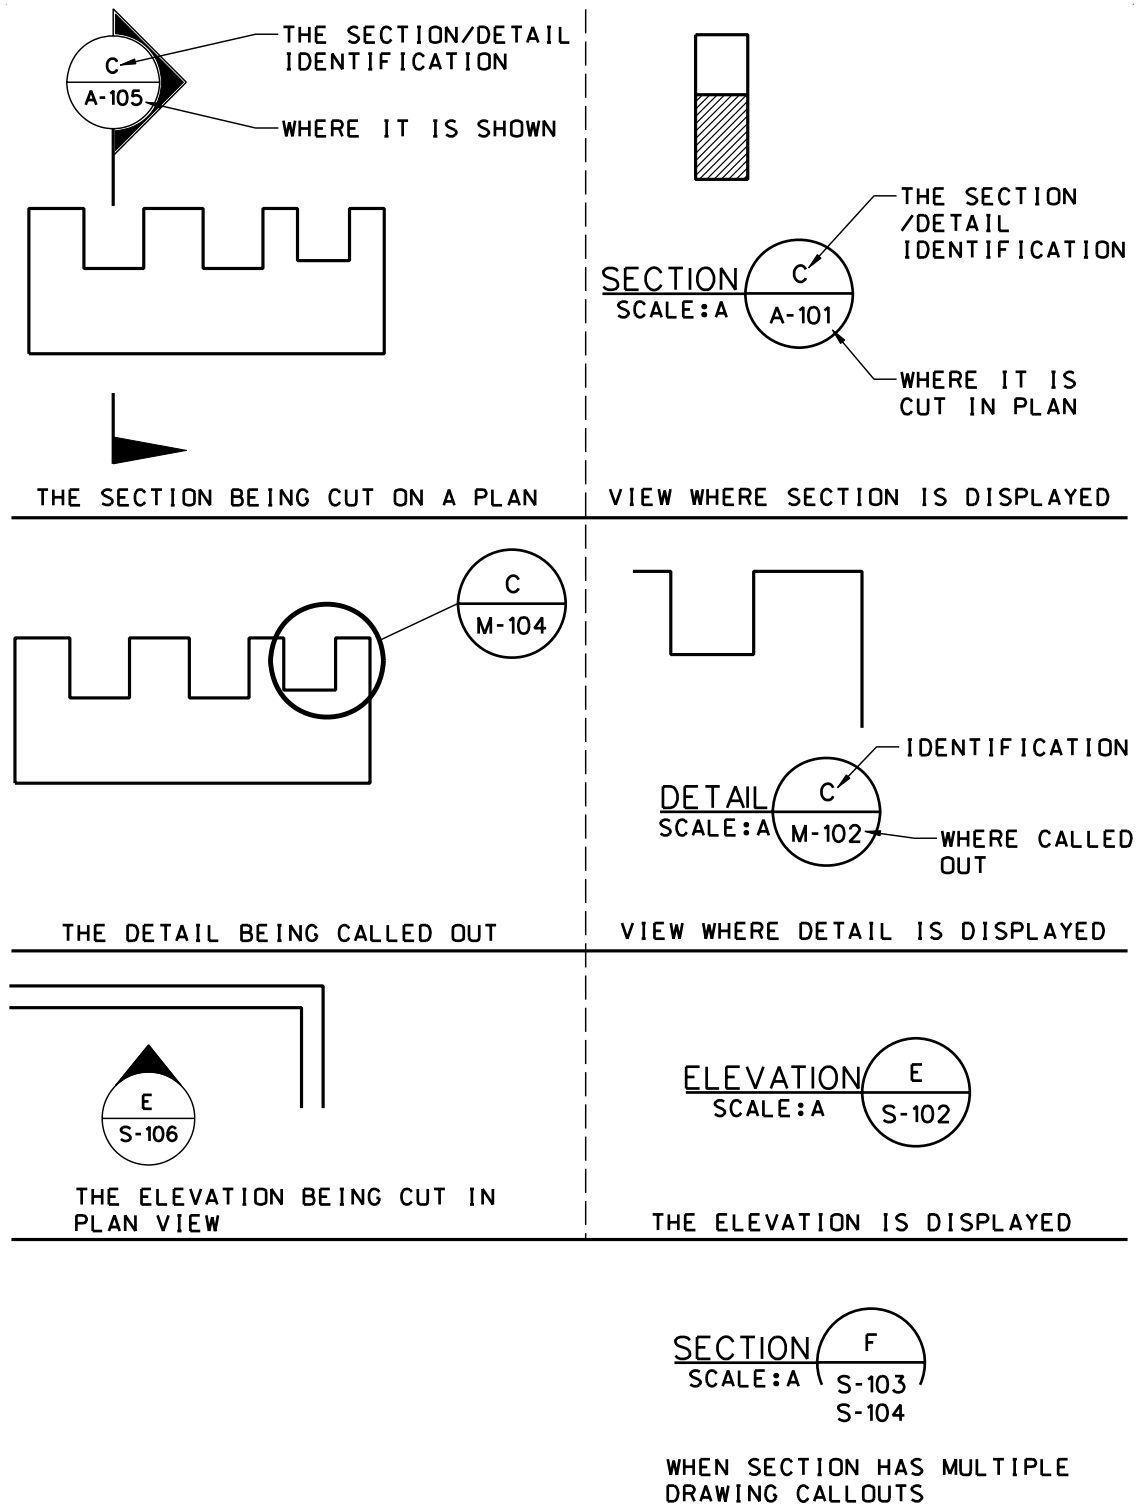 THE SECTION/DETAIL
IDENTIFICATION
C
A-105
WHERE IT IS SHOWN
THE SECTION BEING CUT ON A PLAN
THE SECTION
/DETAIL
IDENTIFICATION
SECTION
SCALE:A
C
A-101
WHERE IT IS
CUT IN PLAN
VIEW WHERE SECTION IS DISPLAYED
C
M-104
THE DETAIL BEING CALLED OUT
IDENTIFICATION
DETAIL
SCALE:A
C
M-102
WHERE CALLED
OUT
VIEW WHERE DETAIL IS DISPLAYED
E
S-106
THE ELEVATION BEING CUT IN
PLAN VIEW
ELEVATION
SCALE:A
E
S-102
THE ELEVATION IS DISPLAYED
SECTION
SCALE:A
F
S-103
S-104
WHEN SECTION HAS MULTIPLE
DRAWING CALLOUTS